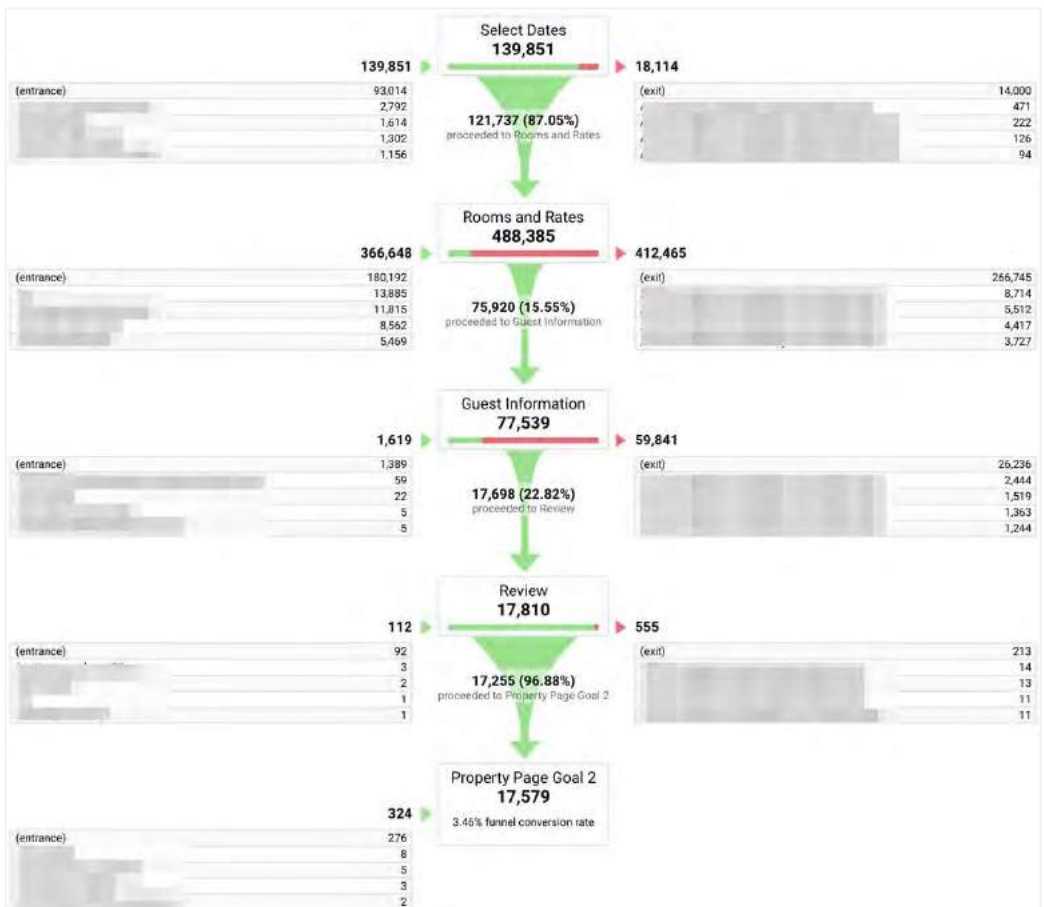 Select Dates
139,851
139,851
18,114
(entrance) 93,014
2,792
1,614
1,302
1,156
121,737 (87.05%)
proceeded to Rooms and Rates
(exit) 14,000
471
222
126
94
Rooms and Rates
488,385
366,648
412,465
(entrance) 180,192
13,885
11,815
8,562
5,469
75,920 (15.55%)
proceeded to Guest Information
(exit) 266,745
8,714
5,512
4,417
3,727
Guest Information
77,539
1,619
59,841
(entrance) 1,389
59
22
5
5
17,698 (22.82%)
proceeded to Review
(exit) 26,236
2,444
1,519
1,363
1,244
Review
17,810
112
555
(entrance) 92
3
2
1
1
17,255 (96.88%)
proceeded to Property Page Goal 2
(exit) 213
14
13
11
11
Property Page Goal 2
17,579
324
3.46% funnel conversion rate
(entrance) 276
8
5
3
2